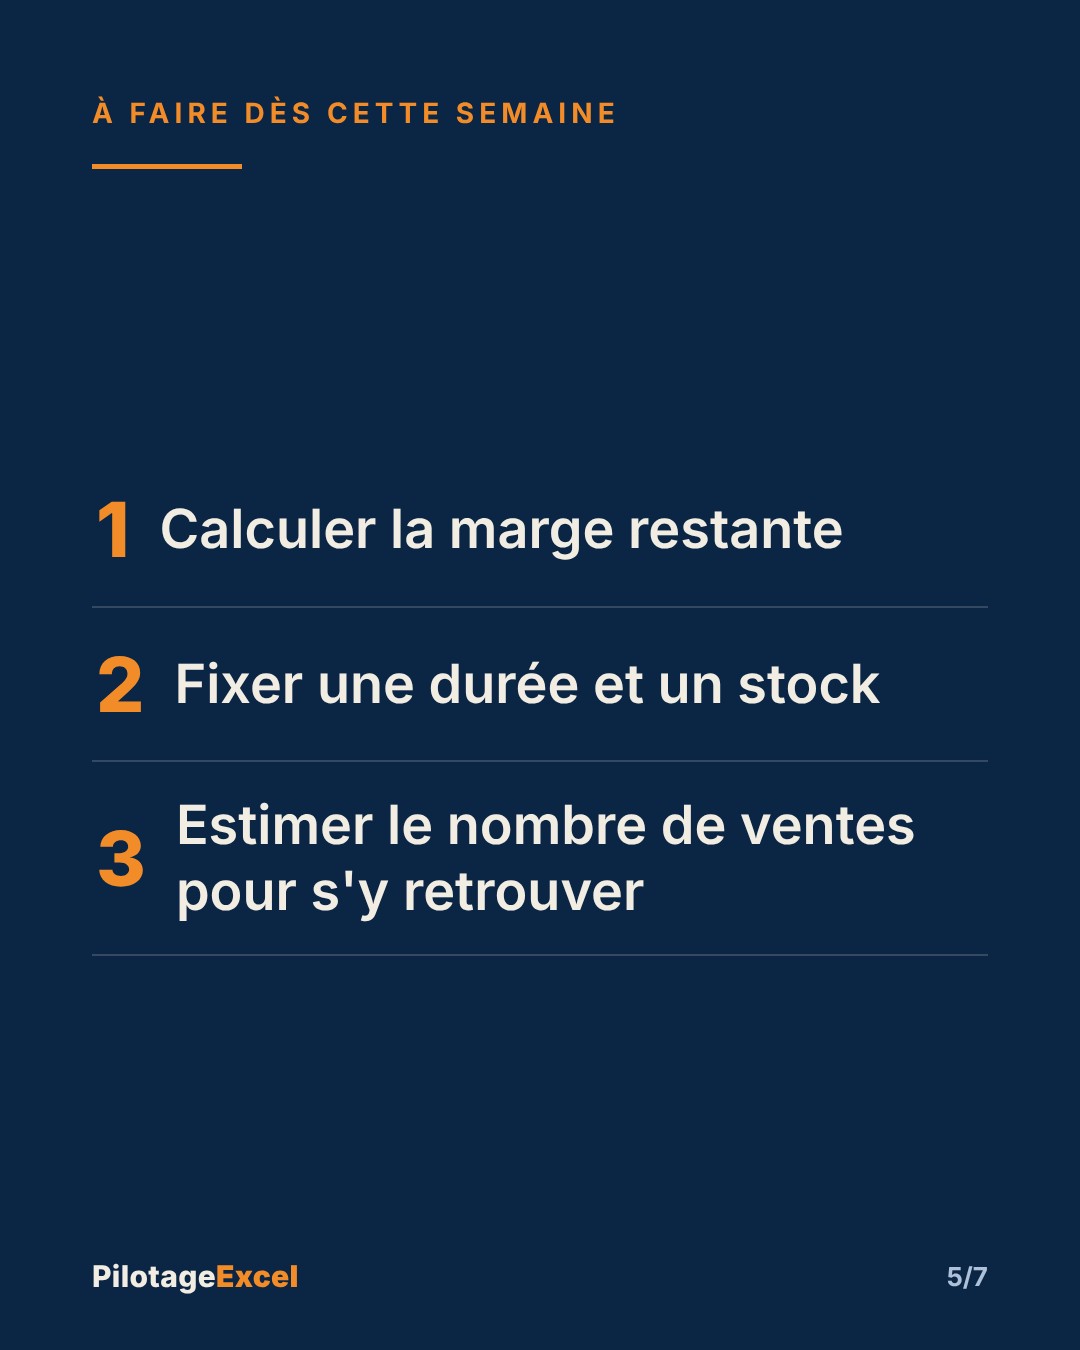 À FAIRE DÈS CETTE SEMAINE
1 Calculer la marge restante
2 Fixer une durée et un stock
3 Estimer le nombre de ventes
pour s'y retrouver
PilotageExcel
5/7